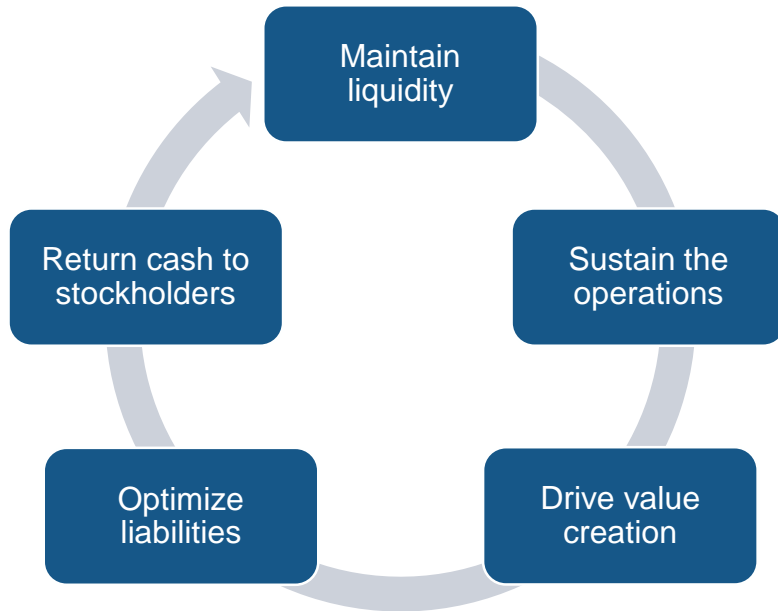 Maintain
liquidity
Sustain the
operations
Drive value
creation
Optimize
liabilities
Return cash to
stockholders